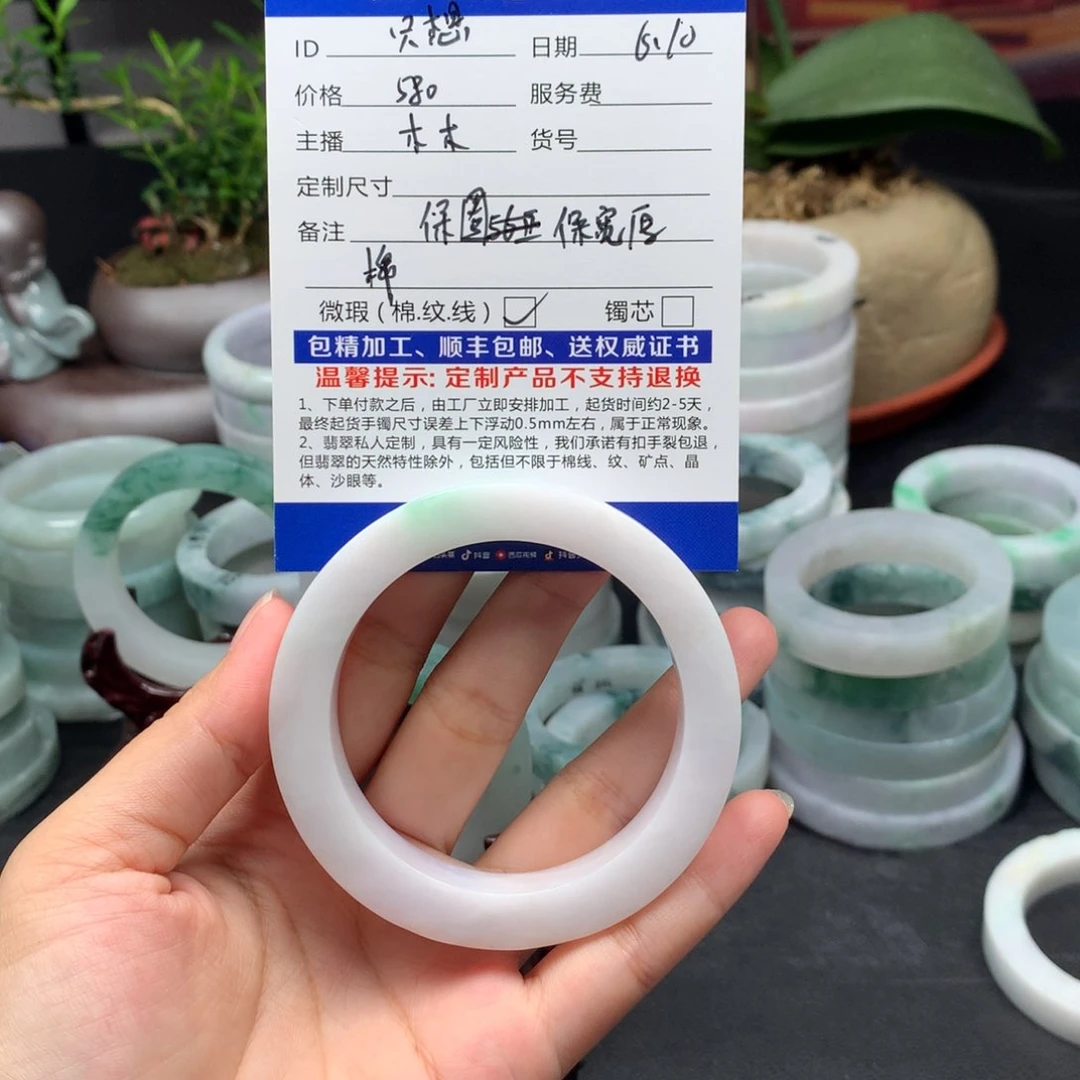 ID 只想 日期 6.10
价格 580 服务费
主播 木木 货号
定制尺寸
备注 保圈 保宽厚
棉
微瑕(棉.纹.线) 镯芯
包精加工、顺丰包邮、送权威证书
温馨提示: 定制产品不支持退换
1、下单付款之后，由工厂立即安排加工，起货时间约2-5天，
最终起货手镯尺寸误差上下浮动0.5mm左右，属于正常现象。
2、翡翠私人定制，具有一定风险性，我们承诺有扣手裂包退，
但翡翠的天然特性除外，包括但不限于棉线、纹、矿点、晶
体、沙眼等。
抖音 西瓜视频